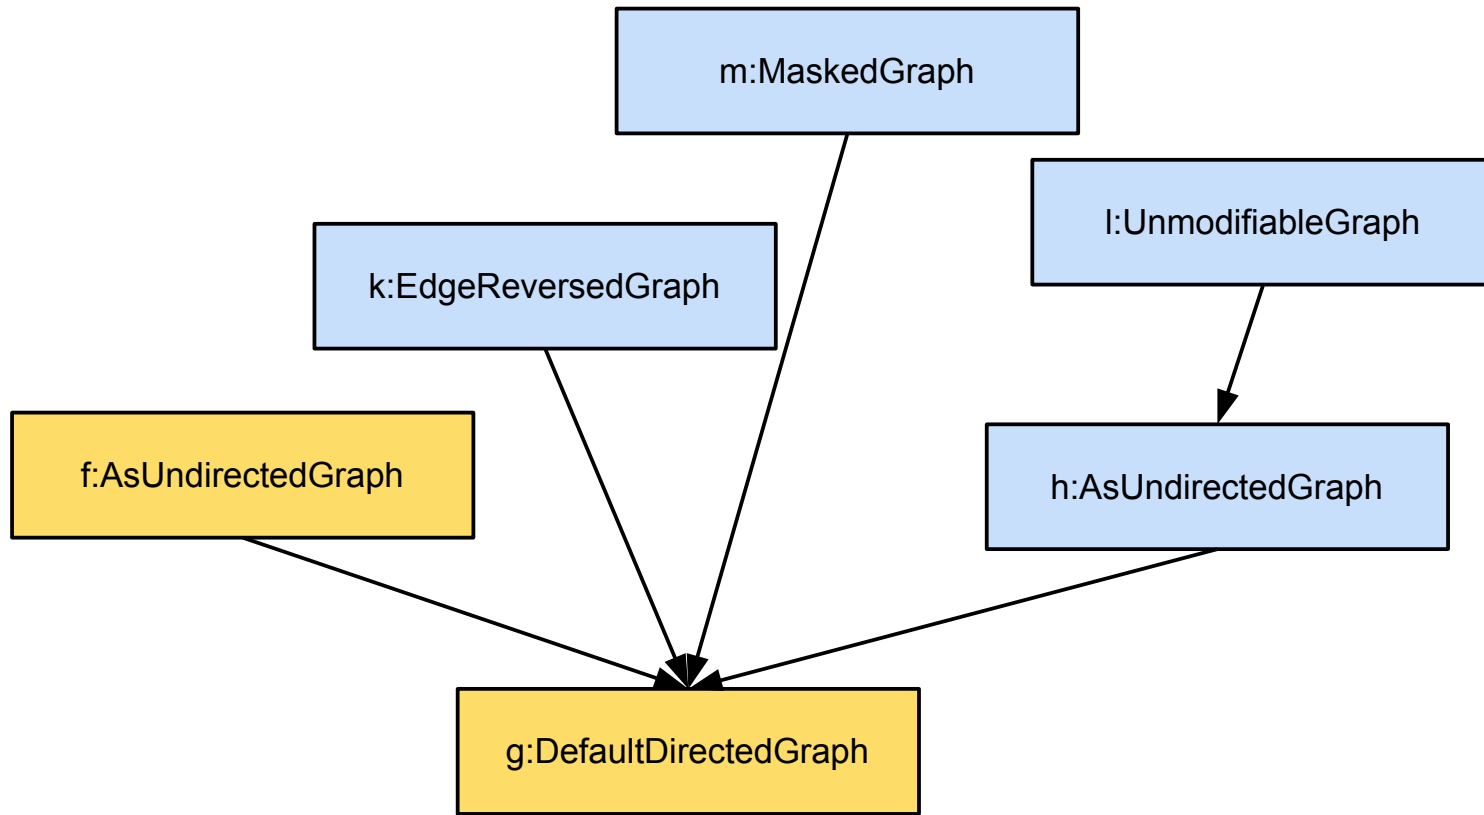 m:MaskedGraph
l:UnmodifiableGraph
k:EdgeReversedGraph
f:AsUndirectedGraph
h:AsUndirectedGraph
g:DefaultDirectedGraph